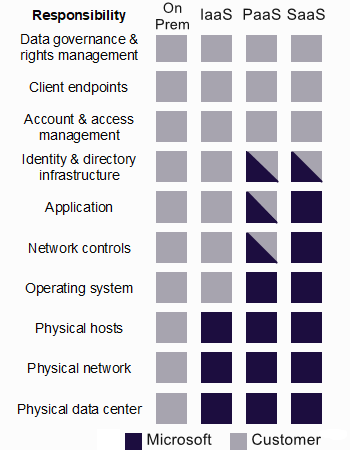 Responsibility
On
Prem
IaaS
PaaS
SaaS
Data governance &
rights management
Client endpoints
Account & access
management
Identity & directory
infrastructure
Application
Network controls
Operating system
Physical hosts
Physical network
Physical data center
Microsoft
Customer